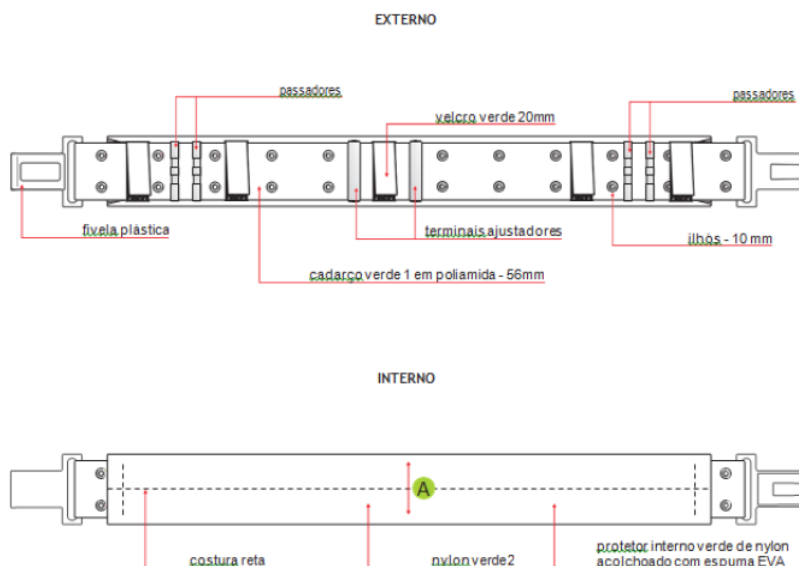 EXTERNO
passadores
passadores
velcro verde 20mm
fivela plástica
terminais ajustadores
ilhós - 10 mm
cadarço verde 1 em poliamida - 56mm
INTERNO
A
costura reta
nylon verde2
protetor interno verde de nylon
acolchoado com espuma EVA